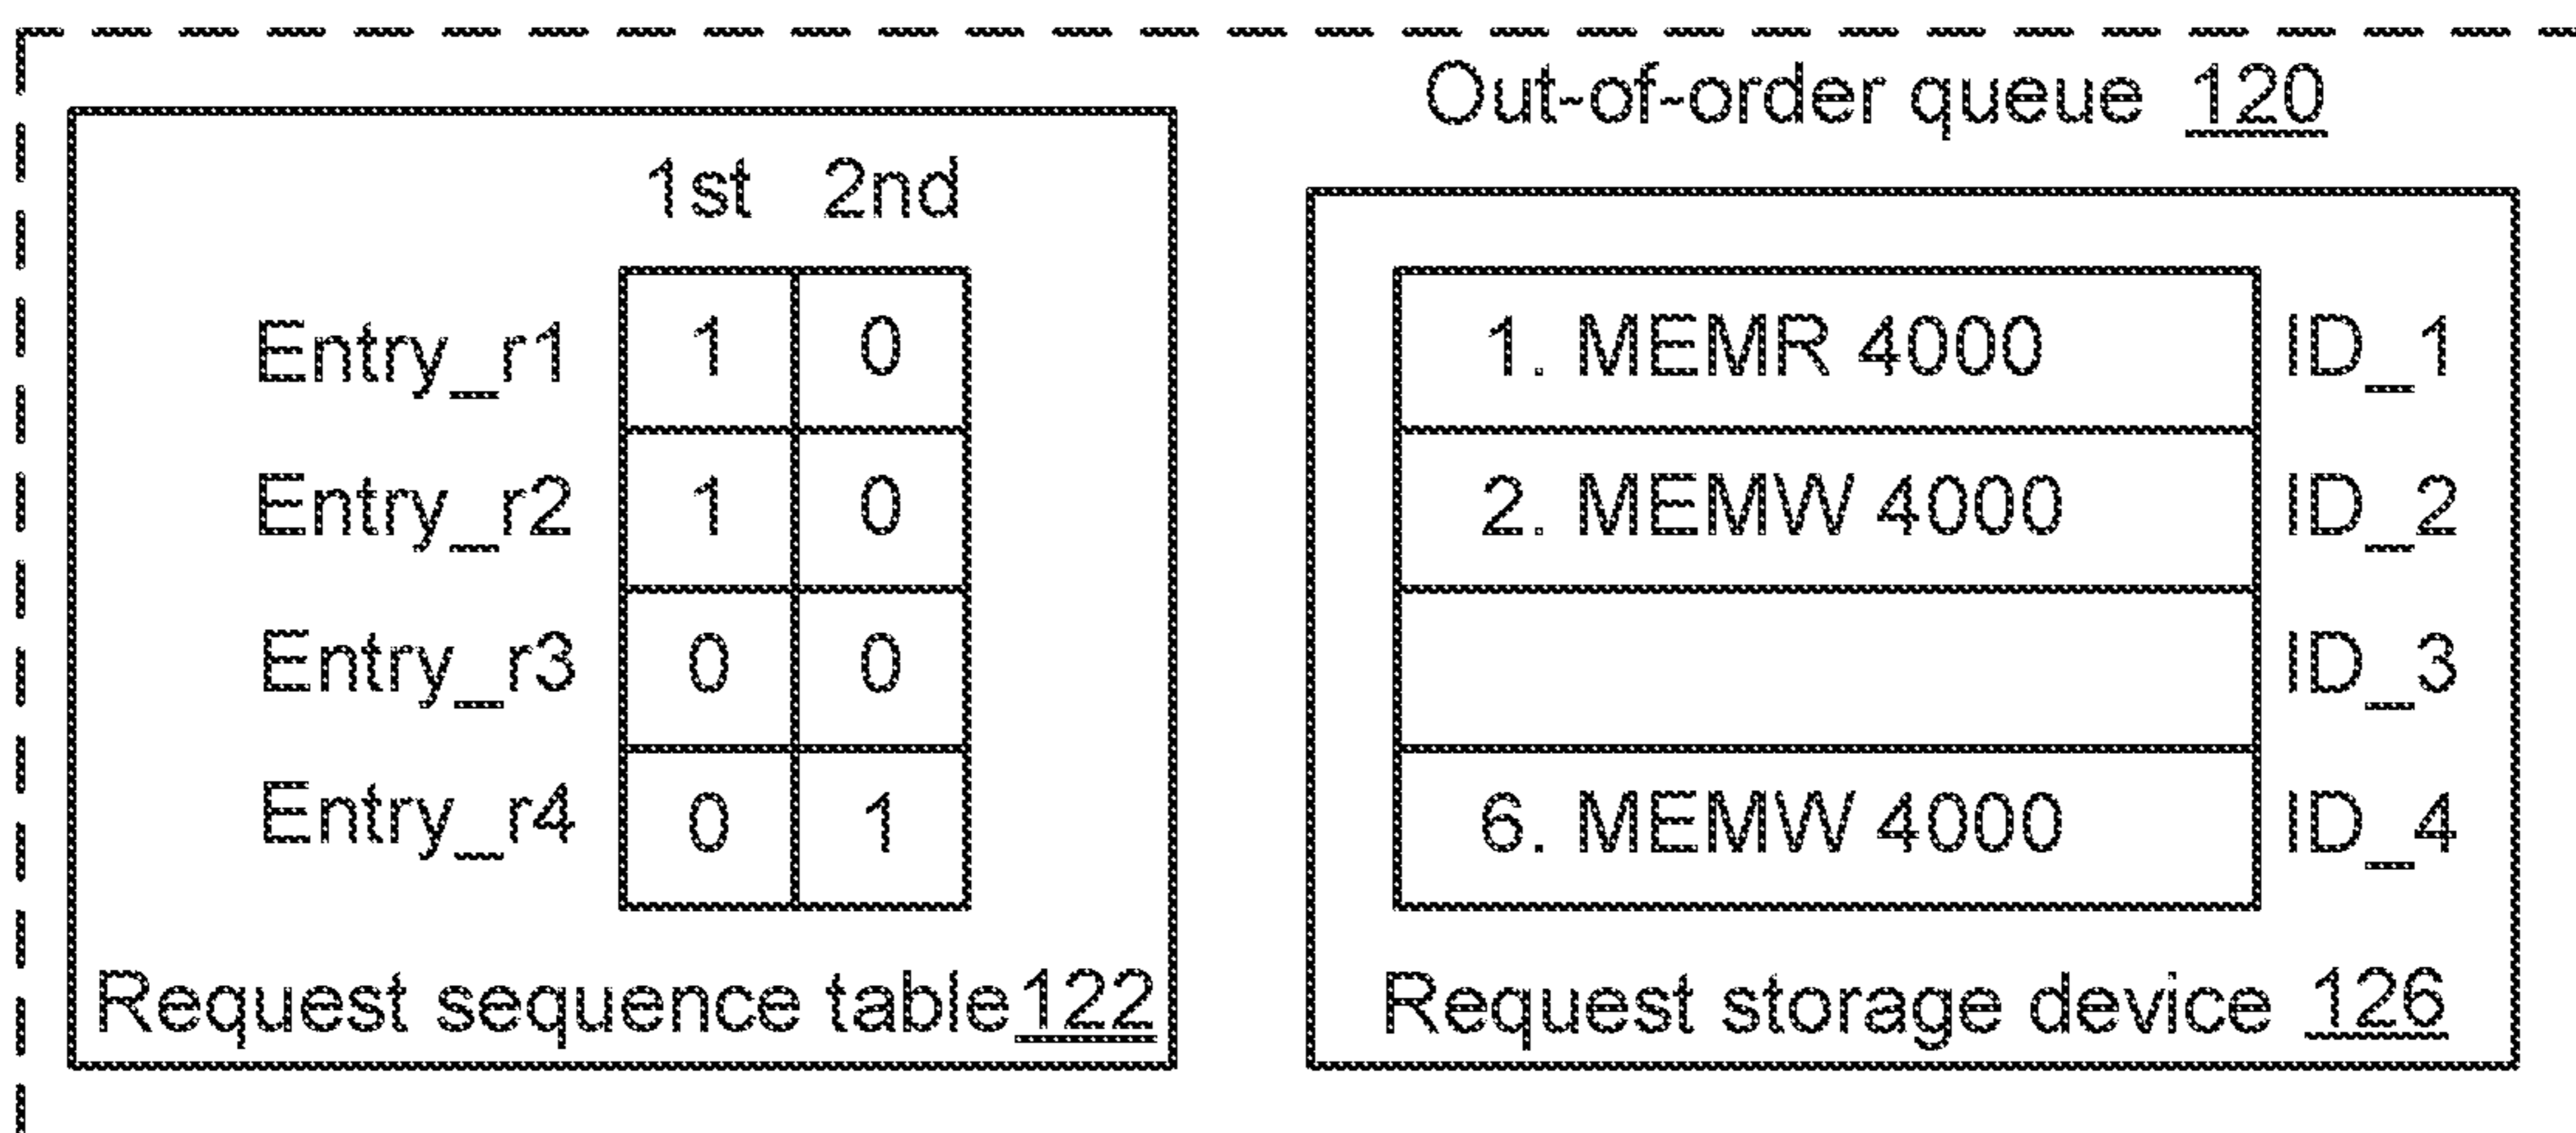 Out-of-order queue 120
1st 2nd
Entry_r1 1 0
Entry_r2 1 0
Entry_r3 0 0
Entry_r4 0 1
Request sequence table 122
1. MEMR 4000 ID_1
2. MEMW 4000 ID_2
ID_3
6. MEMW 4000 ID_4
Request storage device 126